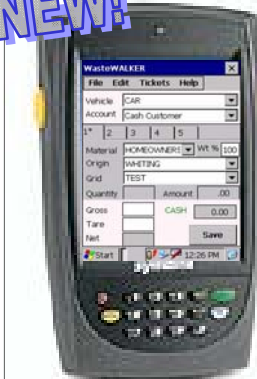 NEW!
WasteWALKER X
File Edit Tickets Help
Vehicle CAR
Account Cash Customer
1* 2 3 4 5
Material HOMEOWNERS Wt % 100
Origin WHITING
Grid TEST
Quantity Amount .00
Gross CASH 0.00
Tare
Net Save
Start 12:26 PM